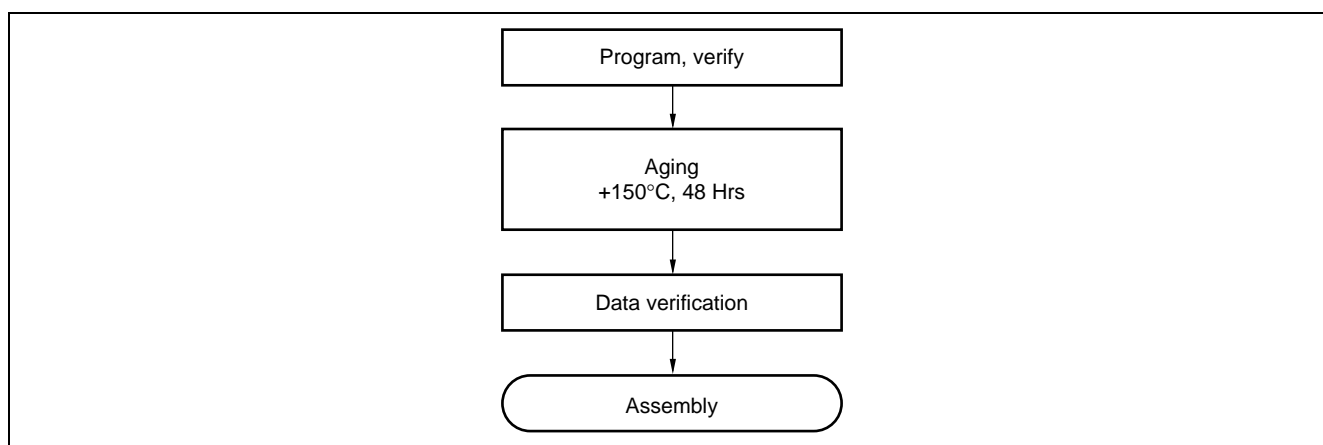 Program, verify
Aging
+150°C, 48 Hrs
Data verification
Assembly